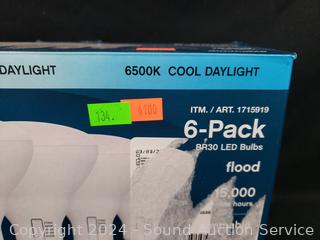 DAYLIGHT
6500K COOL DAYLIGHT
ITM. / ART. 1715919
134.
$100
6-Pack
BR30 LED Bulbs
flood
15,000
hours
Copyright 2024 - Sound Auction Service